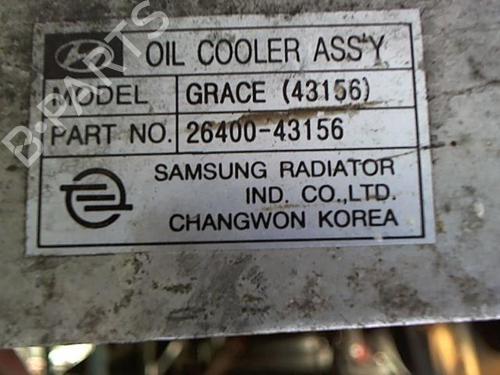 OIL COOLER ASS'Y
MODEL GRACE (43156)
PART NO. 26400-43156
SAMSUNG RADIATOR
IND. CO.,LTD.
CHANGWON KOREA
B-PARTS